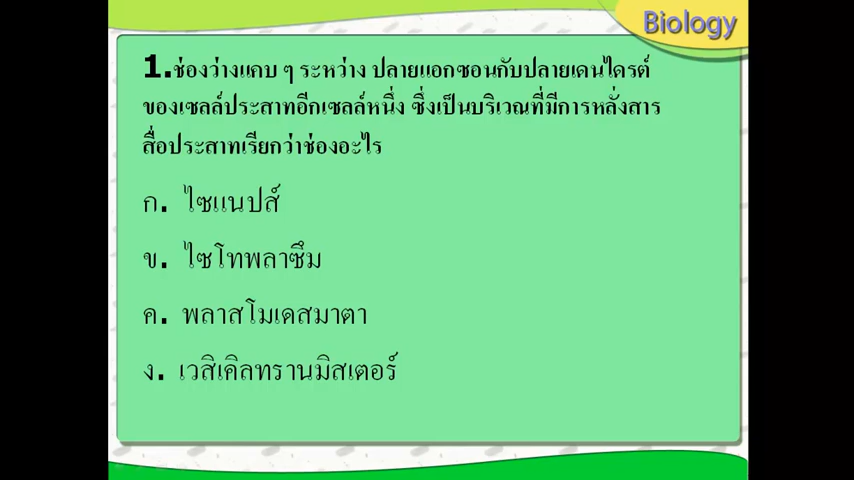 Biology
1.ช่องว่างแคบ ๆ ระหว่าง ปลายแอกซอนกับปลายเดนไดรต์
ของเซลล์ประสาทอีกเซลล์หนึ่ง ซึ่งเป็นบริเวณที่มีการหลั่งสาร
สื่อประสาทเรียกว่าช่องอะไร
ก. ไซแนปส์
ข. ไซโทพลาซึม
ค. พลาสโมเดสมาตา
ง. เวสิเคิลทรานมิสเตอร์